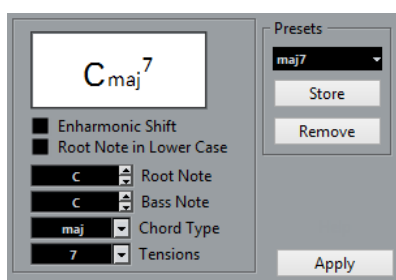 Cmaj7
Enharmonic Shift
Root Note in Lower Case
C Root Note
C Bass Note
maj Chord Type
7 Tensions
Presets
maj7
Store
Remove
Apply